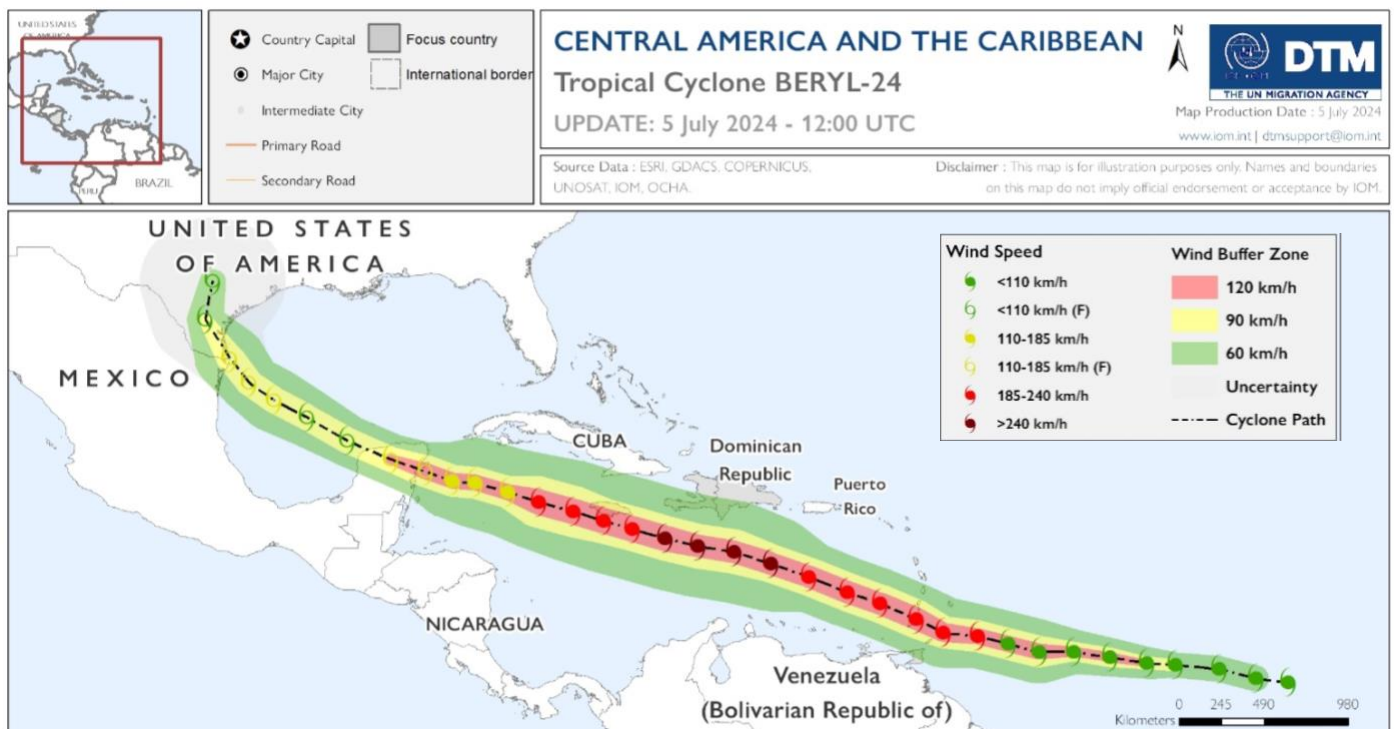 UNITED STATES
OF AMERICA
PERU
BRAZIL
Country Capital
Major City
Intermediate City
Primary Road
Secondary Road
Focus country
International border
CENTRAL AMERICA AND THE CARIBBEAN
Tropical Cyclone BERYL-24
UPDATE: 5 July 2024 - 12:00 UTC
N
DTM
THE UN MIGRATION AGENCY
Map Production Date : 5 July 2024
www.iom.int | dtmsupport@iom.int
Source Data : ESRI, GDACS, COPERNICUS,
UNOSAT, IOM, OCHA.
Disclaimer : This map is for illustration purposes only. Names and boundaries
on this map do not imply official endorsement or acceptance by IOM.
UNITED STATES
OF AMERICA
MEXICO
CUBA
Dominican
Republic
Puerto
Rico
NICARAGUA
Venezuela
(Bolivarian Republic of)
Wind Speed
<110 km/h
<110 km/h (F)
110-185 km/h
110-185 km/h (F)
185-240 km/h
>240 km/h
Wind Buffer Zone
120 km/h
90 km/h
60 km/h
Uncertainty
Cyclone Path
0 245 490 980
Kilometers